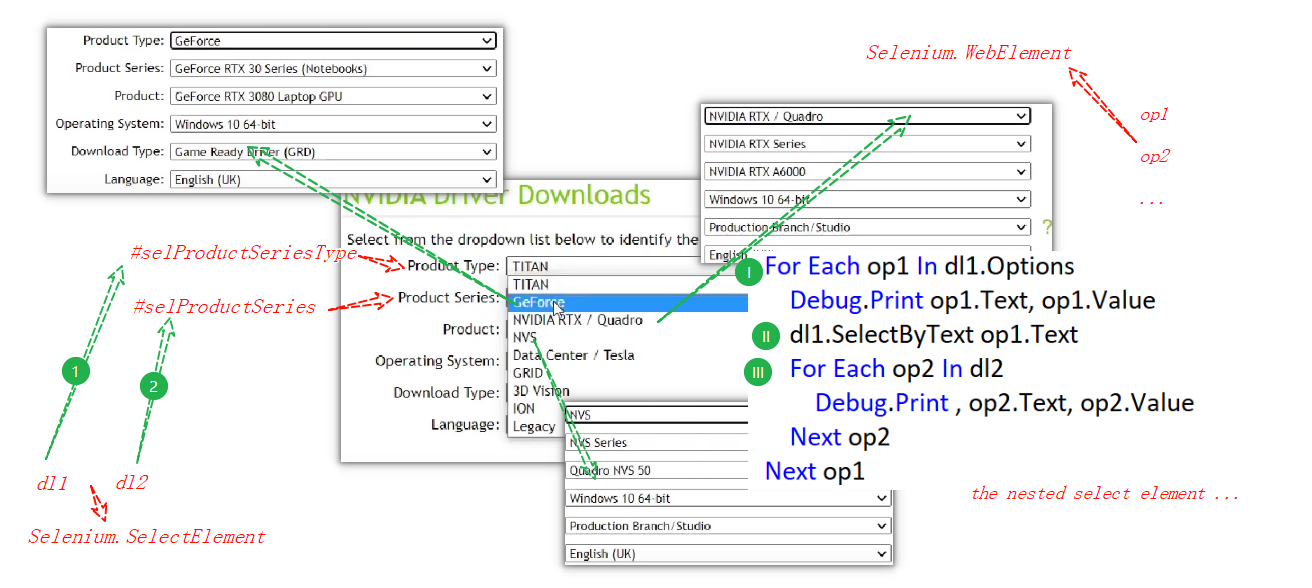 Product Type: GeForce
Product Series: GeForce RTX 30 Series (Notebooks)
Product: GeForce RTX 3080 Laptop GPU
Operating System: Windows 10 64-bit
Download Type: Game Ready Driver (GRD)
Language: English (UK)
Selenium.WebElement
op1
op2
...
NVIDIA RTX / Quadro
NVIDIA RTX Series
NVIDIA RTX A6000
Windows 10 64-bit
Production Branch/Studio
English
?
NVIDIA Driver Downloads
Select from the dropdown list below to identify the
#selProductSeriesType
#selProductSeries
Product Type: TITAN
Product Series:
Product:
Operating System:
Download Type:
Language:
TITAN
GeForce
NVIDIA RTX / Quadro
NVS
Data Center / Tesla
GRID
3D Vision
ION
Legacy
1
2
dl1
dl2
Selenium.SelectElement
NVS
NVS Series
Quadro NVS 50
Windows 10 64-bit
Production Branch/Studio
English (UK)
I For Each op1 In dl1.Options
Debug.Print op1.Text, op1.Value
II dl1.SelectByText op1.Text
III For Each op2 In dl2
Debug.Print , op2.Text, op2.Value
Next op2
Next op1
the nested select element ...